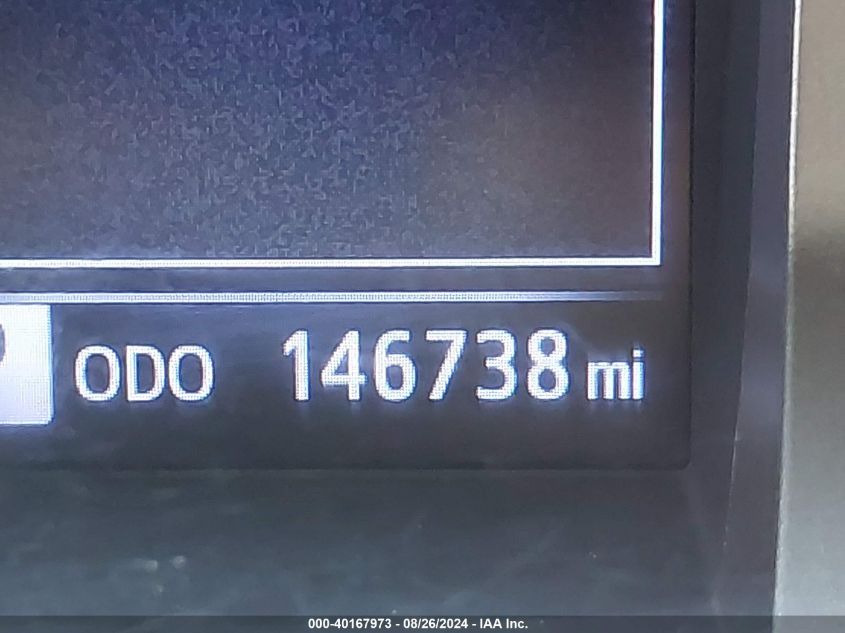 ODO 146738 mi
000-40167973 - 08/26/2024 - IAA Inc.